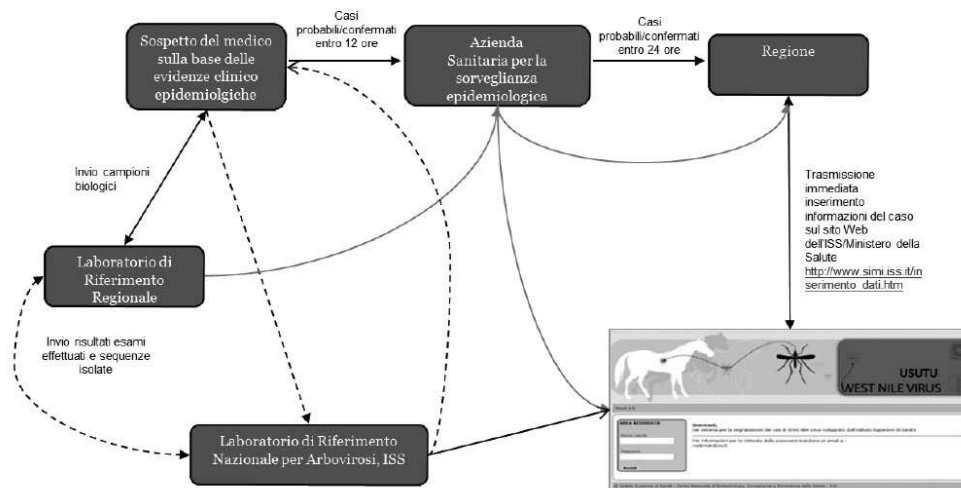 Casi
probabili/confermati
entro 12 ore
Casi
probabili/confermati
entro 24 ore
Sospetto del medico
sulla base delle
evidenze clinico
epidemiolgiche
Azienda
Sanitaria per la
sorveglianza
epidemiologica
Regione
Invio campioni
biologici
Trasmissione
immediata
inserimento
informazioni del caso
sul sito Web
dell'ISS/Ministero della
Salute
http://www.simi.iss.it/in
serimento_dati.htm
Laboratorio di
Riferimento
Regionale
Invio risultati esami
effettuati e sequenze
isolate
USUTU
WEST NILE VIRUS
Laboratorio di Riferimento
Nazionale per Arbovirosi, ISS
AREA RISERVATA
Password